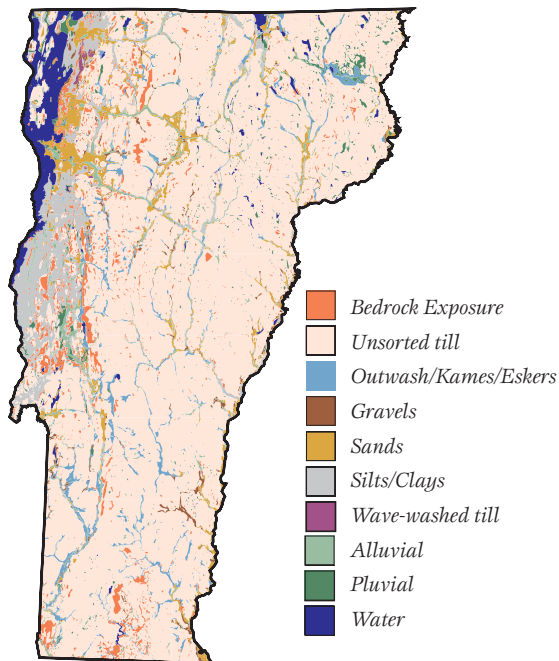 Bedrock Exposure
Unsorted till
Outwash/Kames/Eskers
Gravels
Sands
Silts/Clays
Wave-washed till
Alluvial
Pluvial
Water